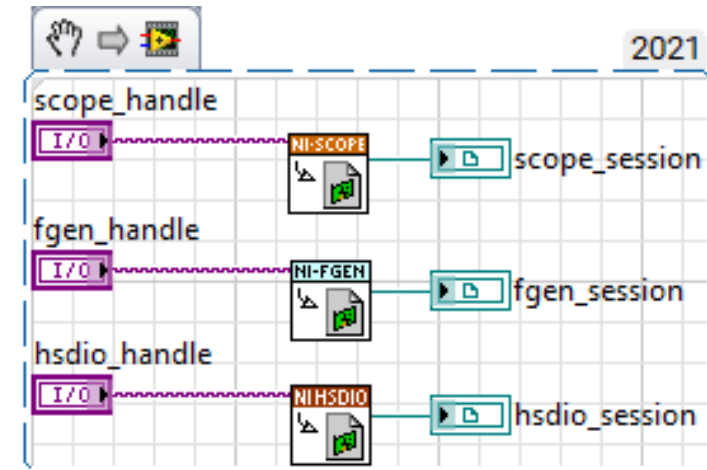 2021
scope_handle
I/O
NI-SCOPE
scope_session
fgen_handle
I/O
NI-FGEN
fgen_session
hsdio_handle
I/O
NI HSDIO
hsdio_session